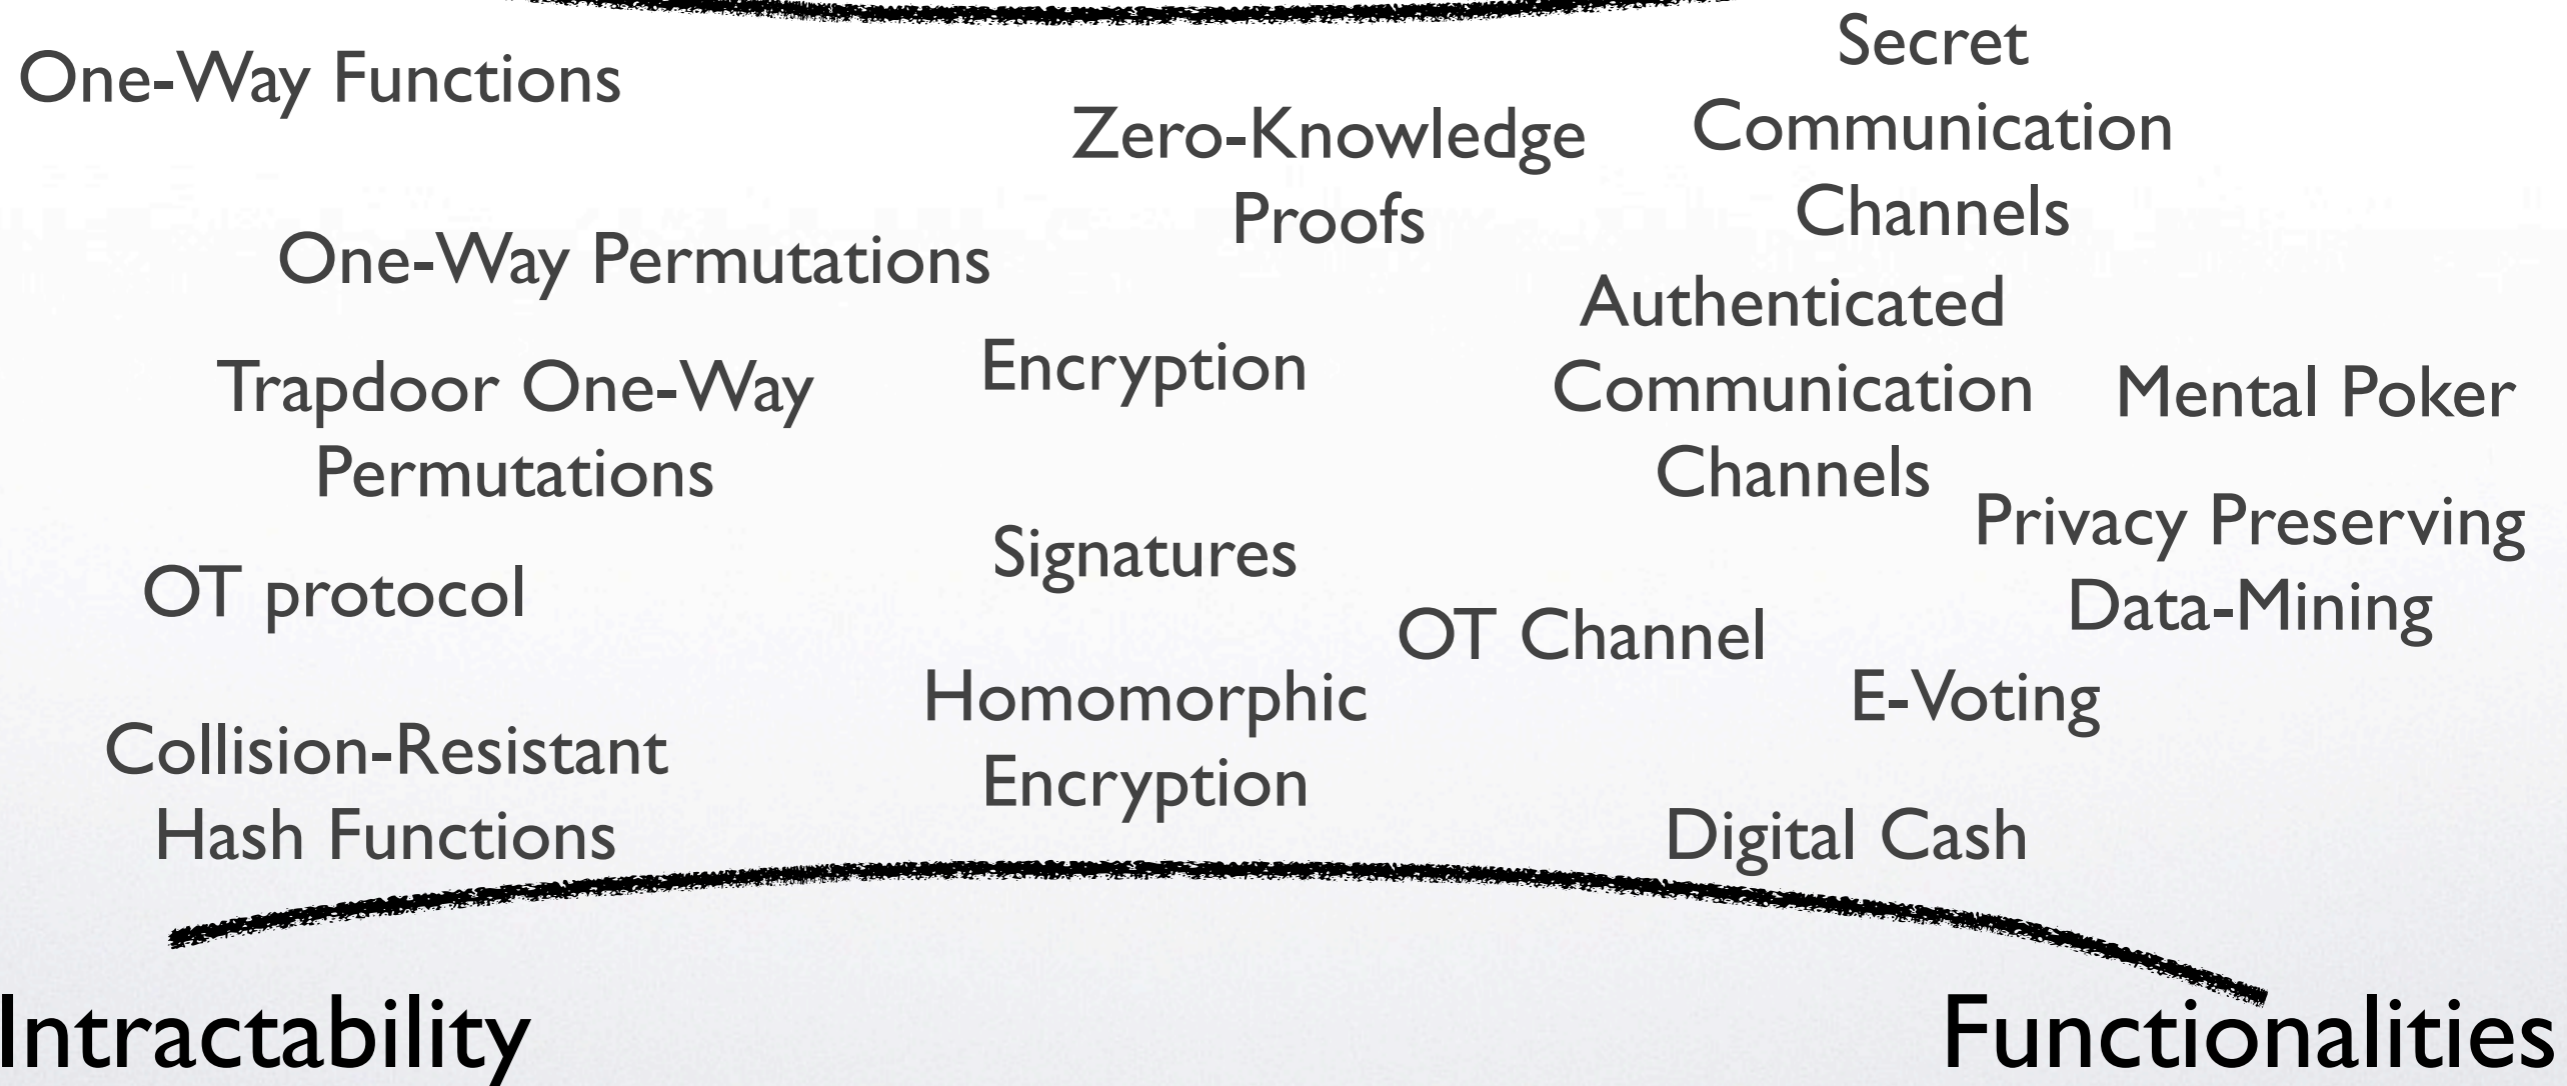 One-Way Functions
Zero-Knowledge
Proofs
Secret
Communication
Channels
One-Way Permutations
Authenticated
Communication
Channels
Trapdoor One-Way
Permutations
Encryption
Mental Poker
Privacy Preserving
Data-Mining
OT protocol
Signatures
OT Channel
Homomorphic
Encryption
E-Voting
Collision-Resistant
Hash Functions
Digital Cash
Intractability
Functionalities